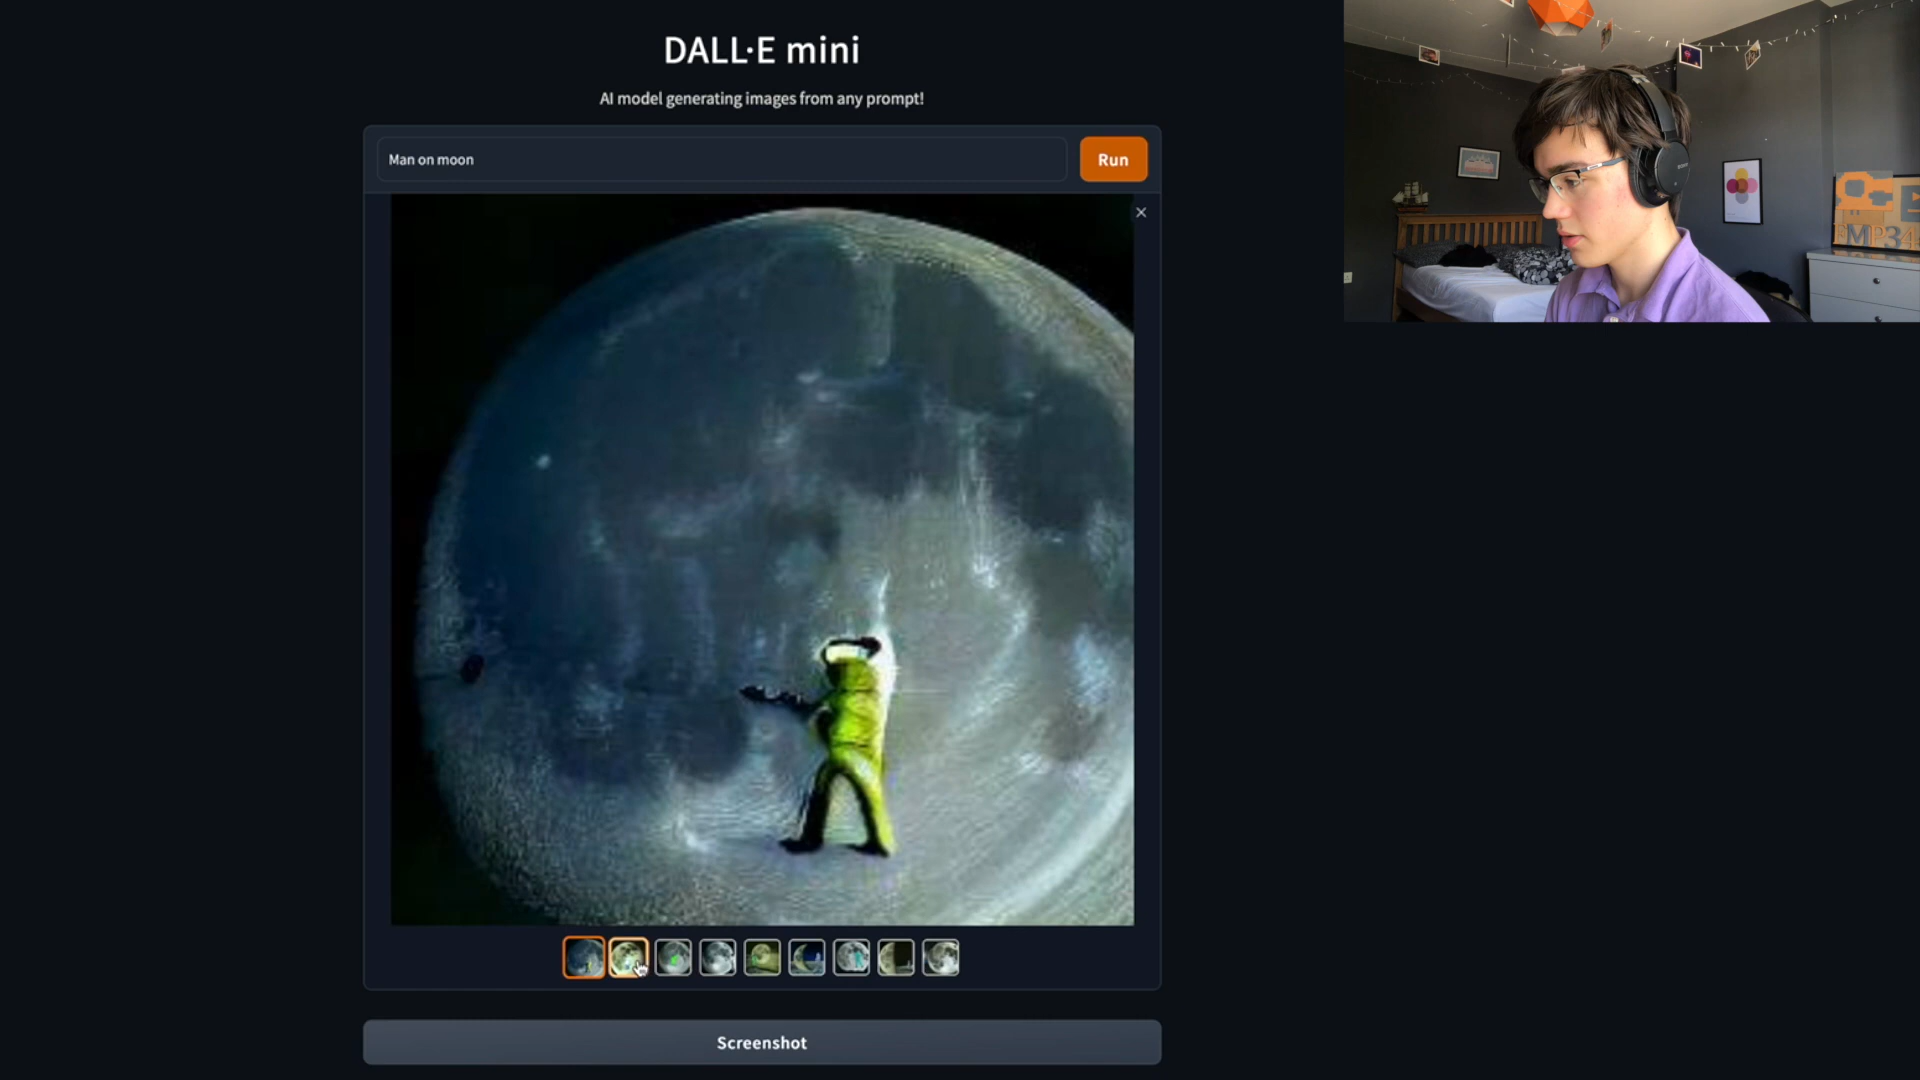 DALL·E mini
AI model generating images from any prompt!
Man on moon
Run
Screenshot